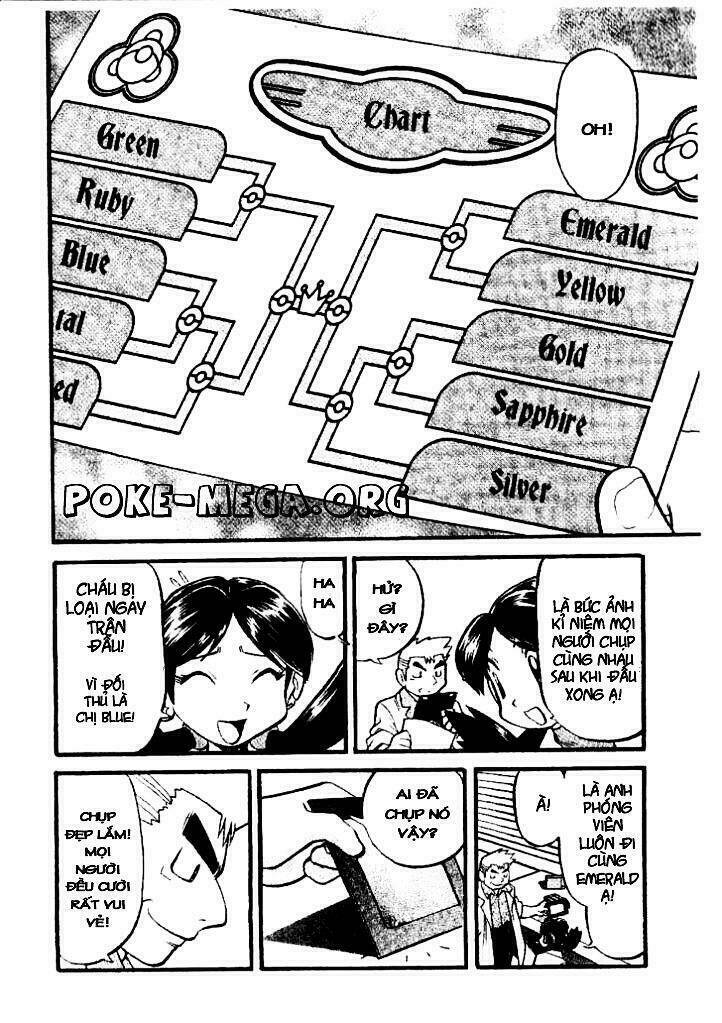 Chart
OH!
Green
Ruby
Blue
tal
ed
Emerald
Yellow
Gold
Sapphire
Silver
POKE-MEGA.ORG
LÀ BỨC ẢNH
KỈ NIỆM MỌI
NGƯỜI CHỤP
CÙNG NHAU
SAU KHI ĐẤU
XONG Ạ!
HỬ?
GÌ
ĐÂY?
HA
HA
CHÁU BỊ
LOẠI NGAY
TRẬN
ĐẦU!
VÌ ĐỐI
THỦ LÀ
CHỊ BLUE!
LÀ ANH
PHÓNG
VIÊN
LUÔN ĐI
CÙNG
EMERALD
Ạ!
À!
AI ĐÃ
CHỤP NÓ
VẬY?
CHỤP
ĐẸP LẮM!
MỌI
NGƯỜI
ĐỀU CƯỜI
RẤT VUI
VẺ!